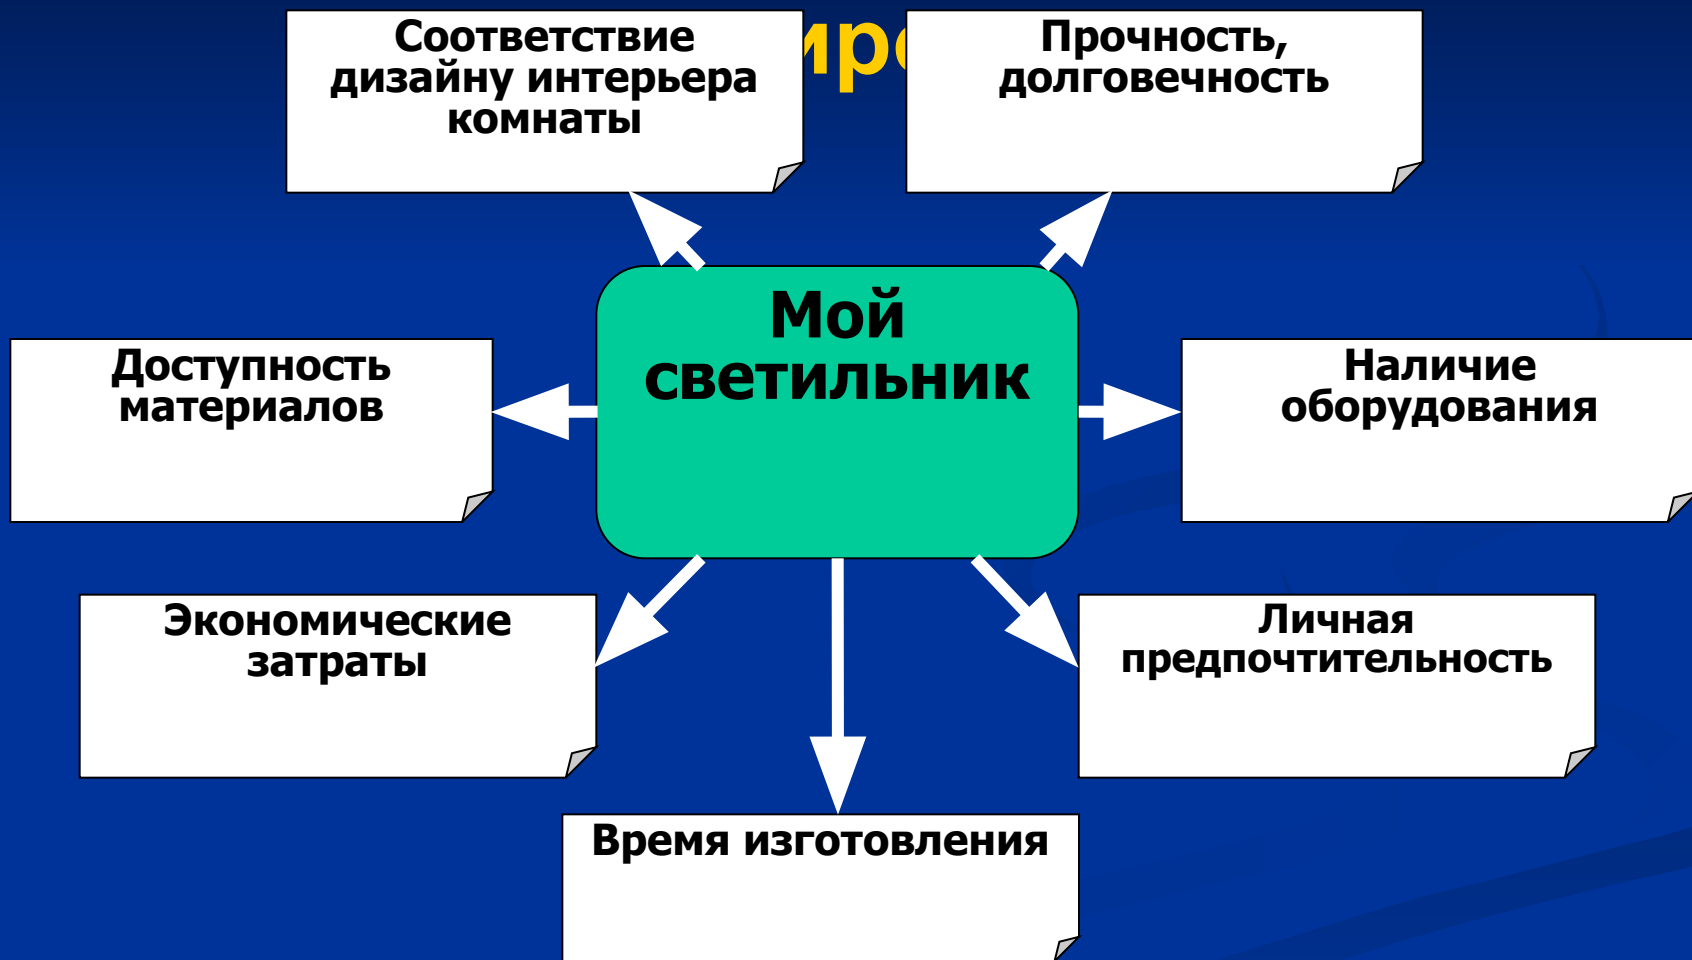 Соответствие
дизайну интерьера
комнаты
Прочность,
долговечность
Мой
светильник
Доступность
материалов
Наличие
оборудования
Экономические
затраты
Личная
предпочтительность
Время изготовления